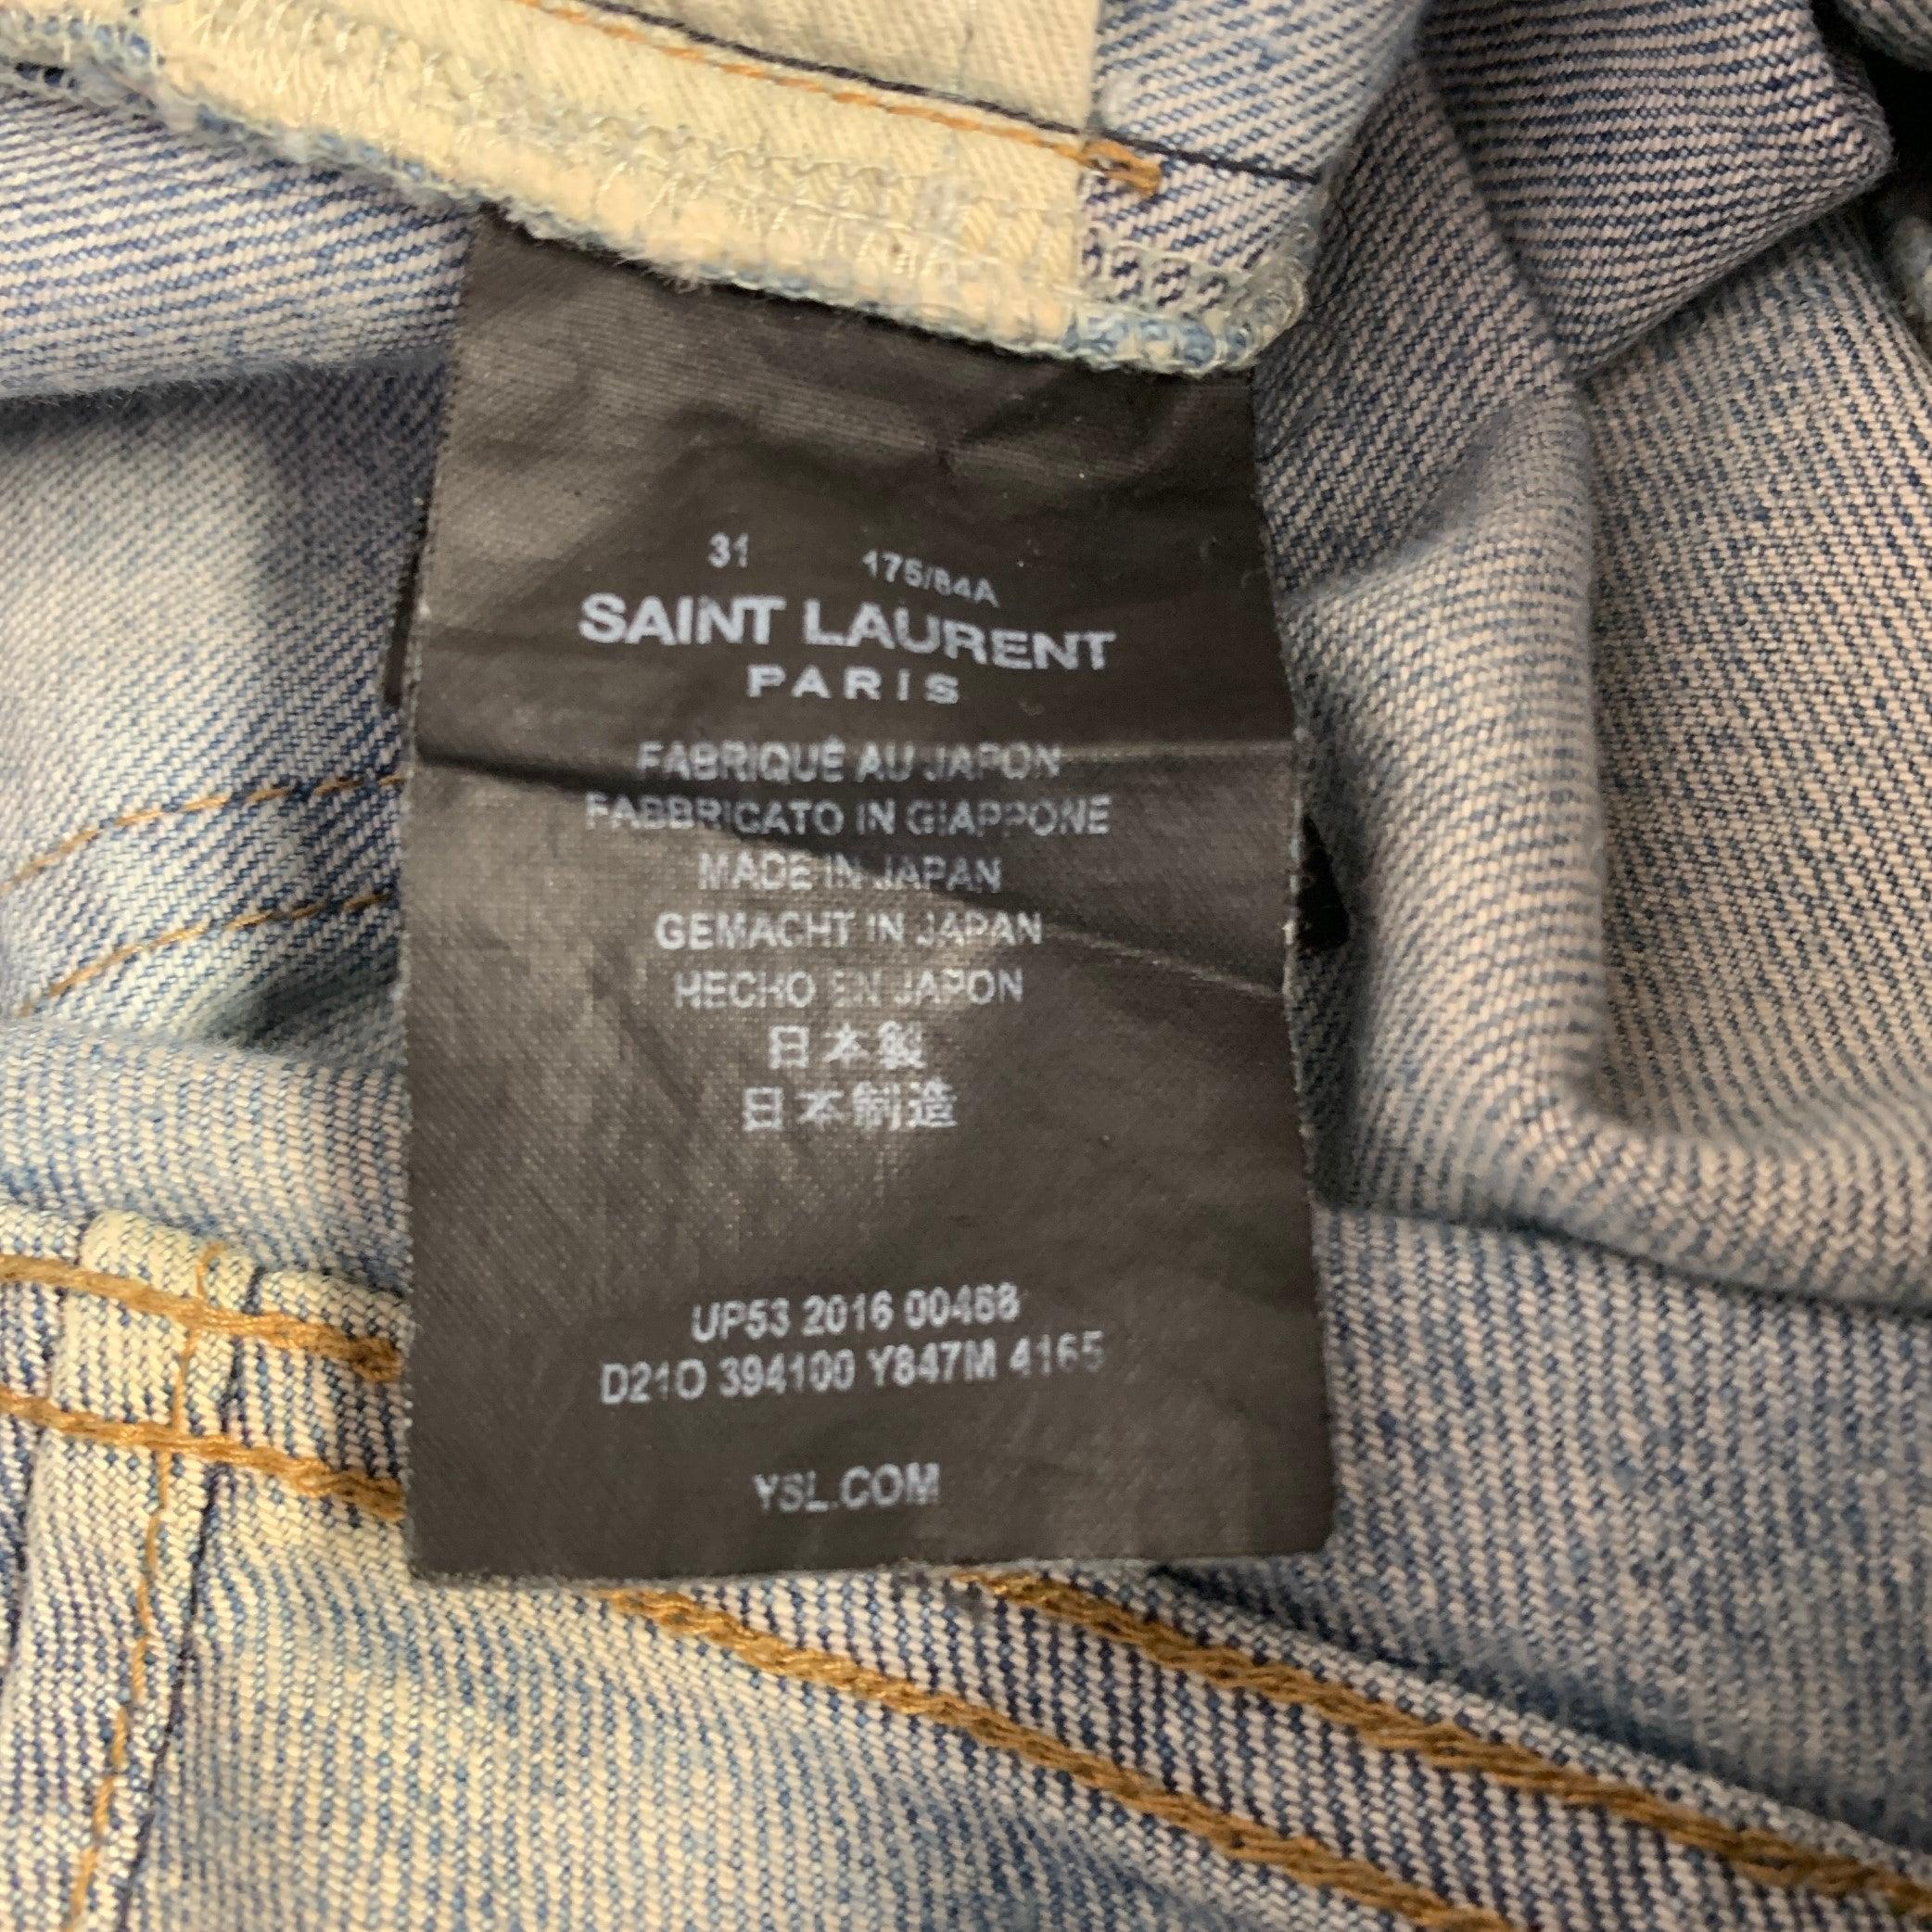 31 175/84A
SAINT LAURENT
PARIS
FABRIQUÉ AU JAPON
FABBRICATO IN GIAPPONE
MADE IN JAPAN
GEMACHT IN JAPAN
HECHO EN JAPON
日本製
日本制造
UP53 2016 00468
D21O 394100 Y847M 4165
YSL.COM